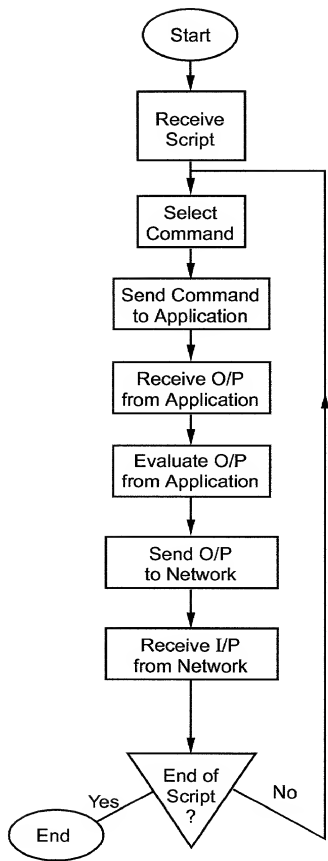 Start
Receive
Script
Select
Command
Send Command
to Application
Receive O/P
from Application
Evaluate O/P
from Application
Send O/P
to Network
Receive I/P
from Network
End of
Script
?
Yes
No
End